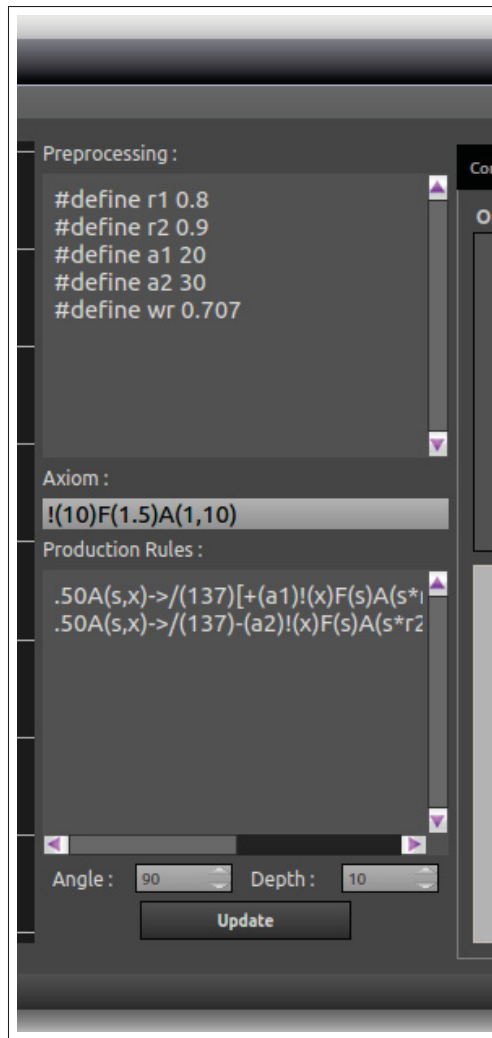 Preprocessing :
Con
#define r1 0.8
O
#define r2 0.9
#define a1 20
#define a2 30
#define wr 0.707
Axiom :
!(10)F(1.5)A(1,10)
Production Rules :
.50A(s,x)->/(137)[+(a1)!(x)F(s)A(s*r
.50A(s,x)->/(137)-(a2)!(x)F(s)A(s*r2
Angle : 90 Depth : 10
Update